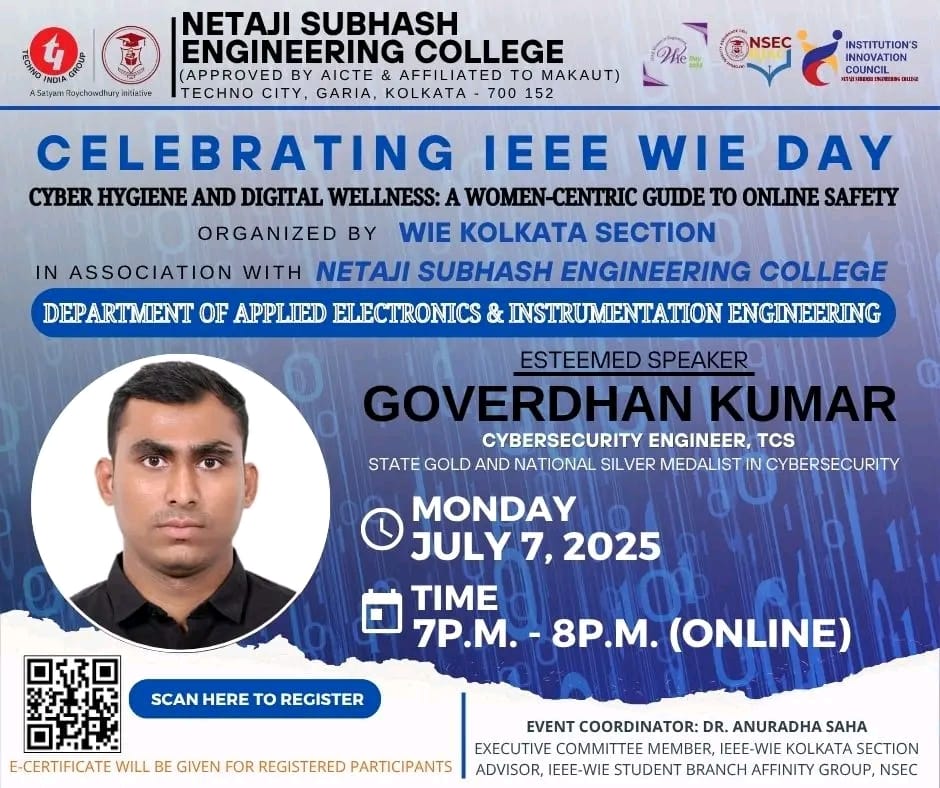 TECHNO INDIA GROUP
A Satyam Roychowdhury initiative
NETAJI SUBHASH
ENGINEERING COLLEGE
(APPROVED BY AICTE & AFFILIATED TO MAKAUT)
TECHNO CITY, GARIA, KOLKATA - 700 152
Wie
NSEC
INSTITUTION'S
INNOVATION
COUNCIL
NETAJI SUBHASH ENGINEERING COLLEGE
CELEBRATING IEEE WIE DAY
CYBER HYGIENE AND DIGITAL WELLNESS: A WOMEN-CENTRIC GUIDE TO ONLINE SAFETY
ORGANIZED BY WIE KOLKATA SECTION
IN ASSOCIATION WITH NETAJI SUBHASH ENGINEERING COLLEGE
DEPARTMENT OF APPLIED ELECTRONICS & INSTRUMENTATION ENGINEERING
ESTEEMED SPEAKER
GOVERDHAN KUMAR
CYBERSECURITY ENGINEER, TCS
STATE GOLD AND NATIONAL SILVER MEDALIST IN CYBERSECURITY
MONDAY
JULY 7, 2025
TIME
7P.M. - 8P.M. (ONLINE)
SCAN HERE TO REGISTER
E-CERTIFICATE WILL BE GIVEN FOR REGISTERED PARTICIPANTS
EVENT COORDINATOR: DR. ANURADHA SAHA
EXECUTIVE COMMITTEE MEMBER, IEEE-WIE KOLKATA SECTION
ADVISOR, IEEE-WIE STUDENT BRANCH AFFINITY GROUP, NSEC